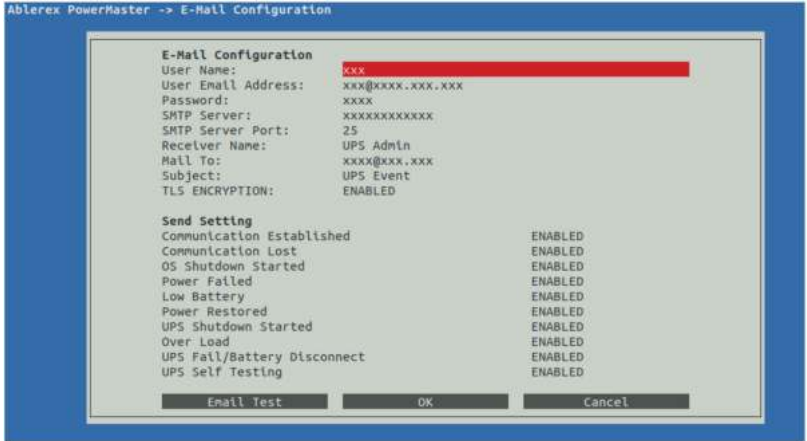 Ablerex PowerMaster -> E-Mail Configuration
E-Mail Configuration
User Name: xxx
User Email Address: xxx@xxxx.xxx.xxx
Password: xxxx
SMTP Server: xxxxxxxxxxxx
SMTP Server Port: 25
Receiver Name: UPS Admin
Mail To: xxxx@xxx.xxx
Subject: UPS Event
TLS ENCRYPTION: ENABLED
Send Setting
Communication Established ENABLED
Communication Lost ENABLED
OS Shutdown Started ENABLED
Power Failed ENABLED
Low Battery ENABLED
Power Restored ENABLED
UPS Shutdown Started ENABLED
Over Load ENABLED
UPS Fail/Battery Disconnect ENABLED
UPS Self Testing ENABLED
Email Test OK Cancel